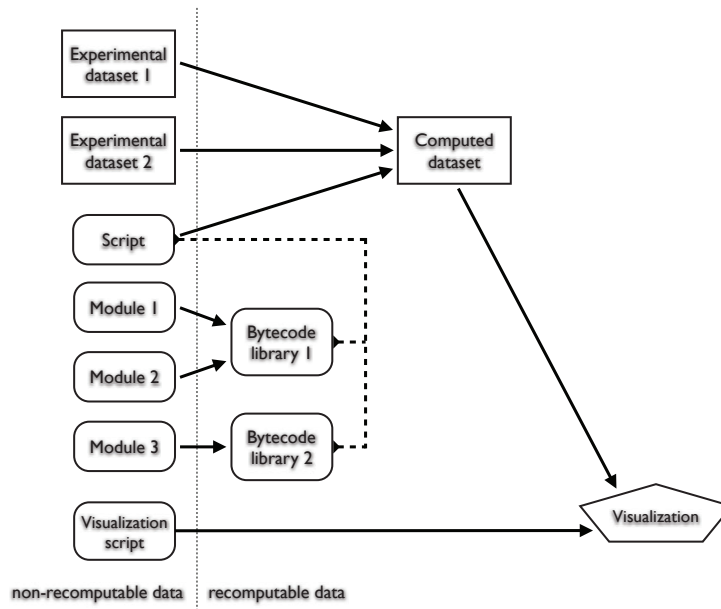 Experimental
dataset 1
Experimental
dataset 2
Computed
dataset
Script
Module 1
Bytecode
library 1
Module 2
Module 3
Bytecode
library 2
Visualization
script
Visualization
non-recomputable data
recomputable data